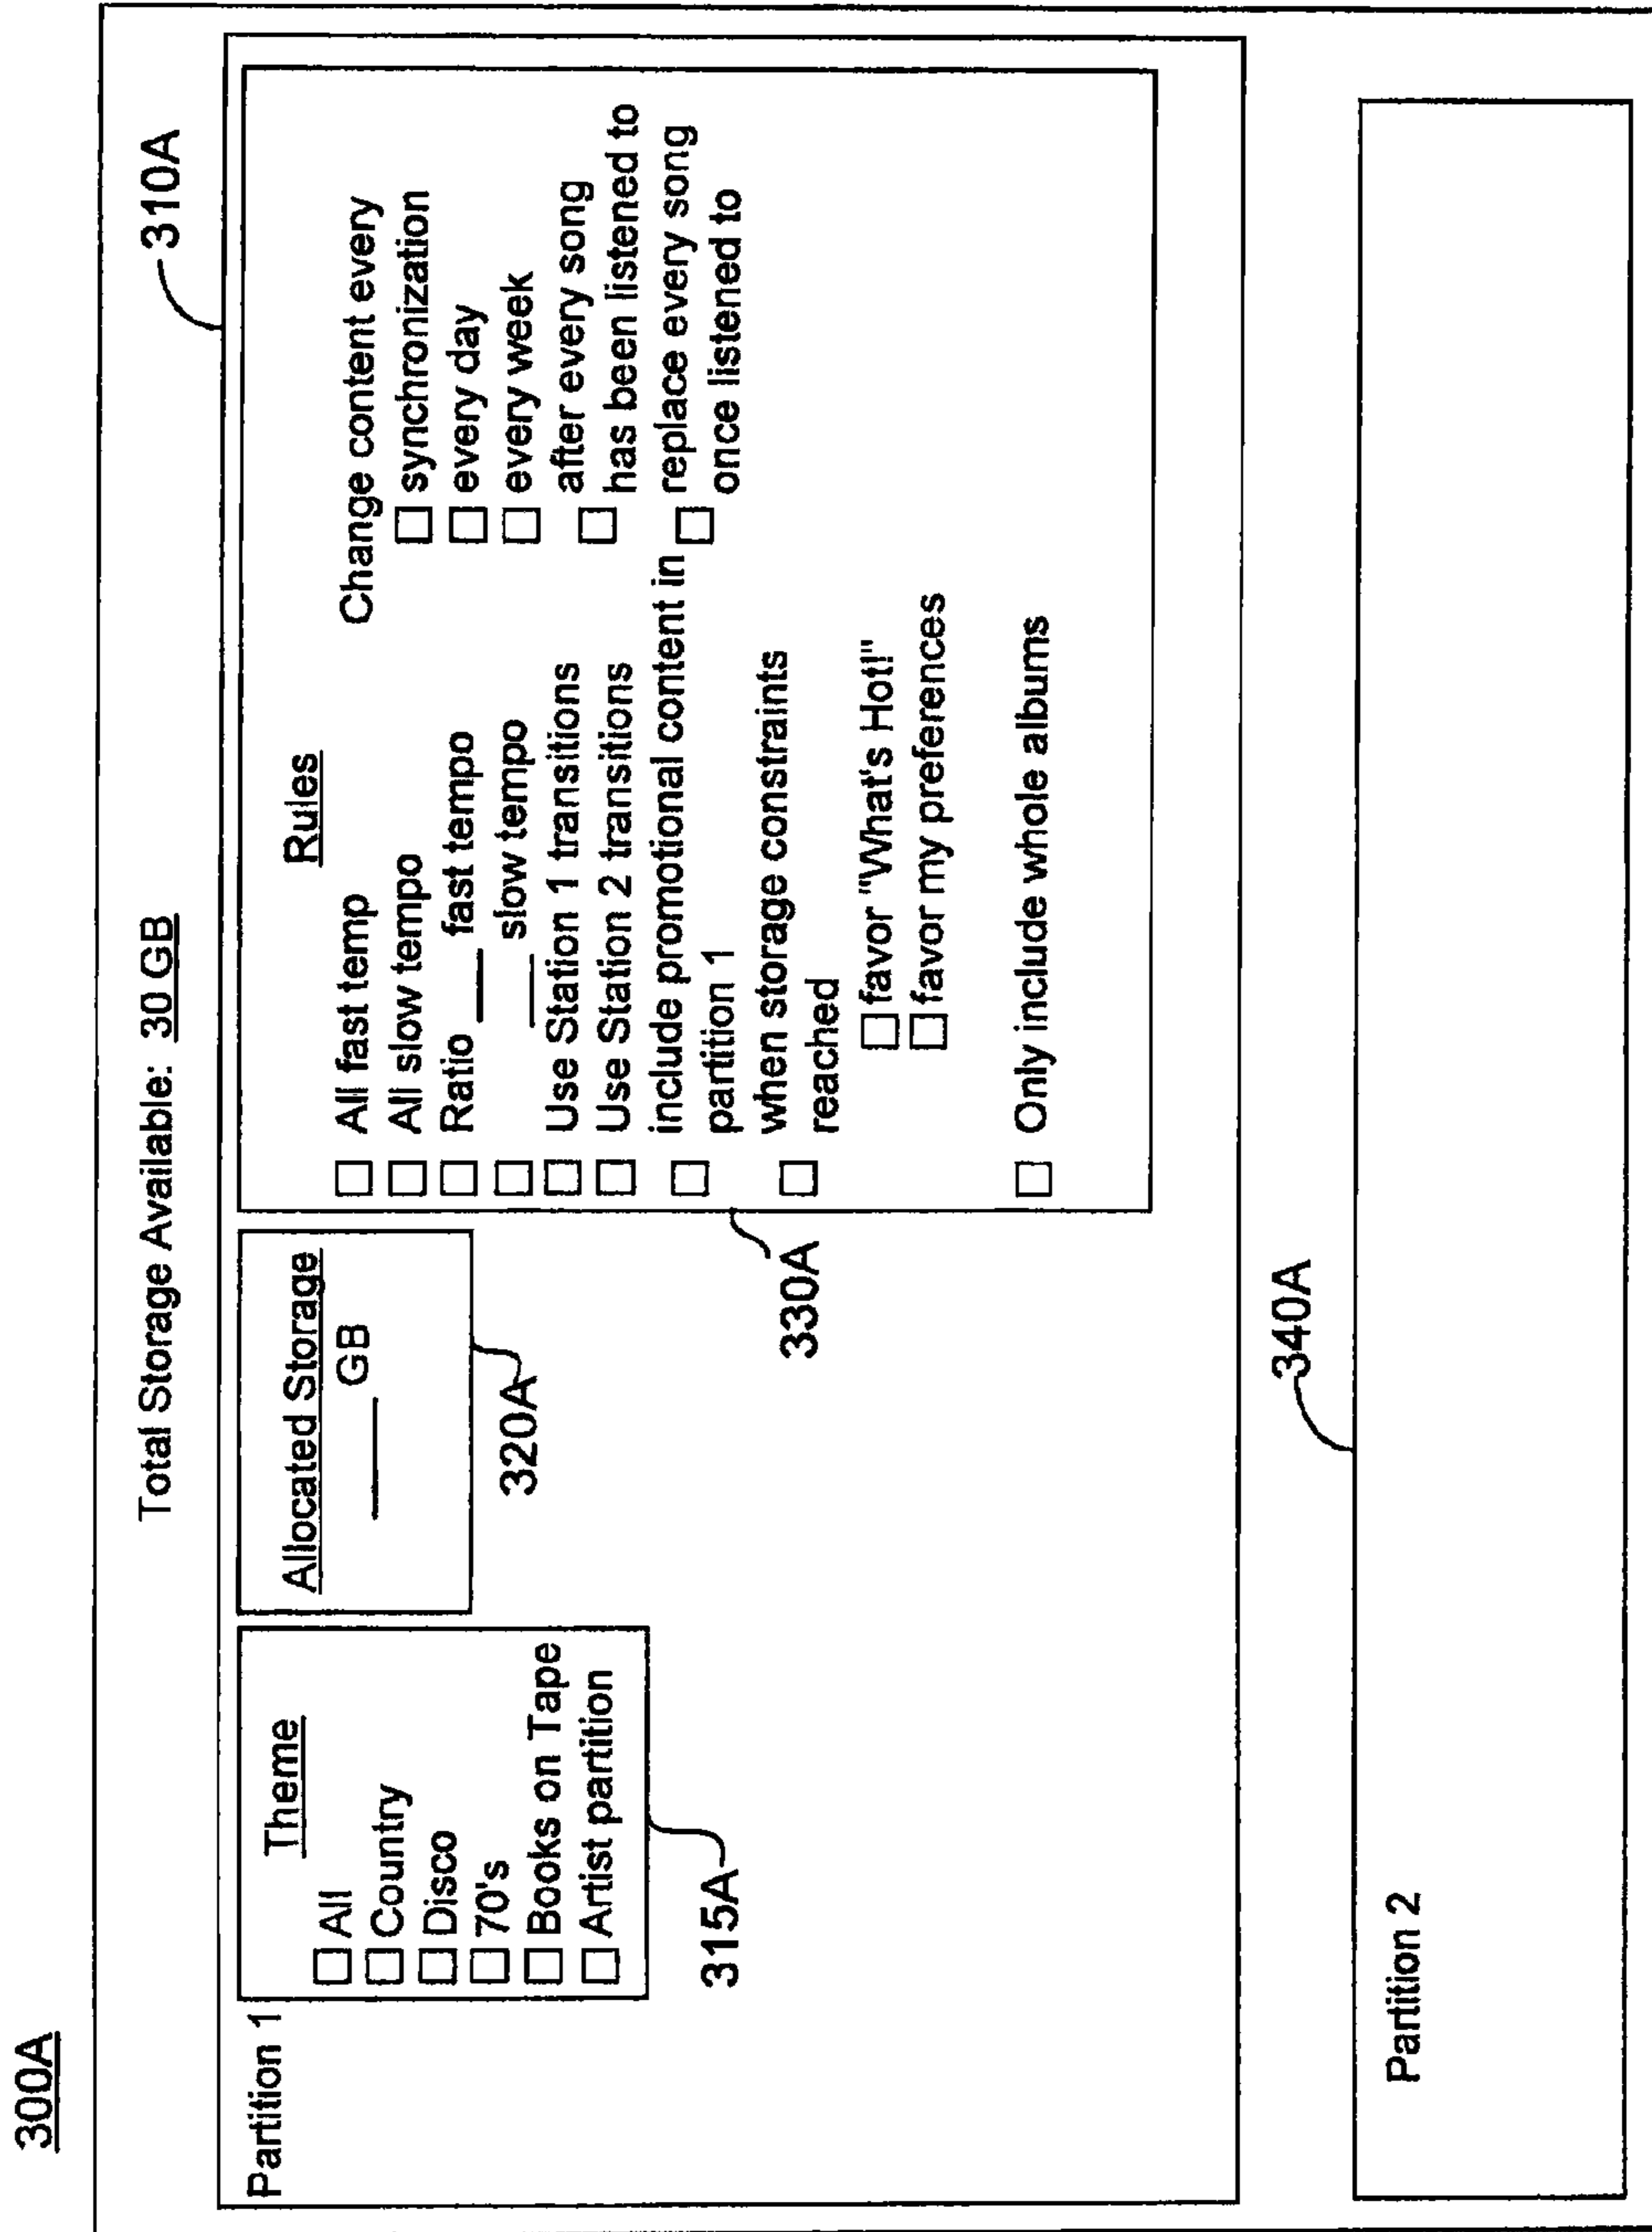 300A
Total Storage Available: 30 GB
310A
Partition 1
Theme
All
Country
Disco
70's
Books on Tape
Artist partition
315A
Allocated Storage
GB
320A
Rules
All fast temp
All slow tempo
Ratio ___ fast tempo
___ slow tempo
Use Station 1 transitions
Use Station 2 transitions
include promotional content in
partition 1
when storage constraints
reached
favor "What's Hot!"
favor my preferences
Only include whole albums
Change content every
synchronization
every day
every week
after every song
has been listened to
replace every song
once listened to
330A
340A
Partition 2